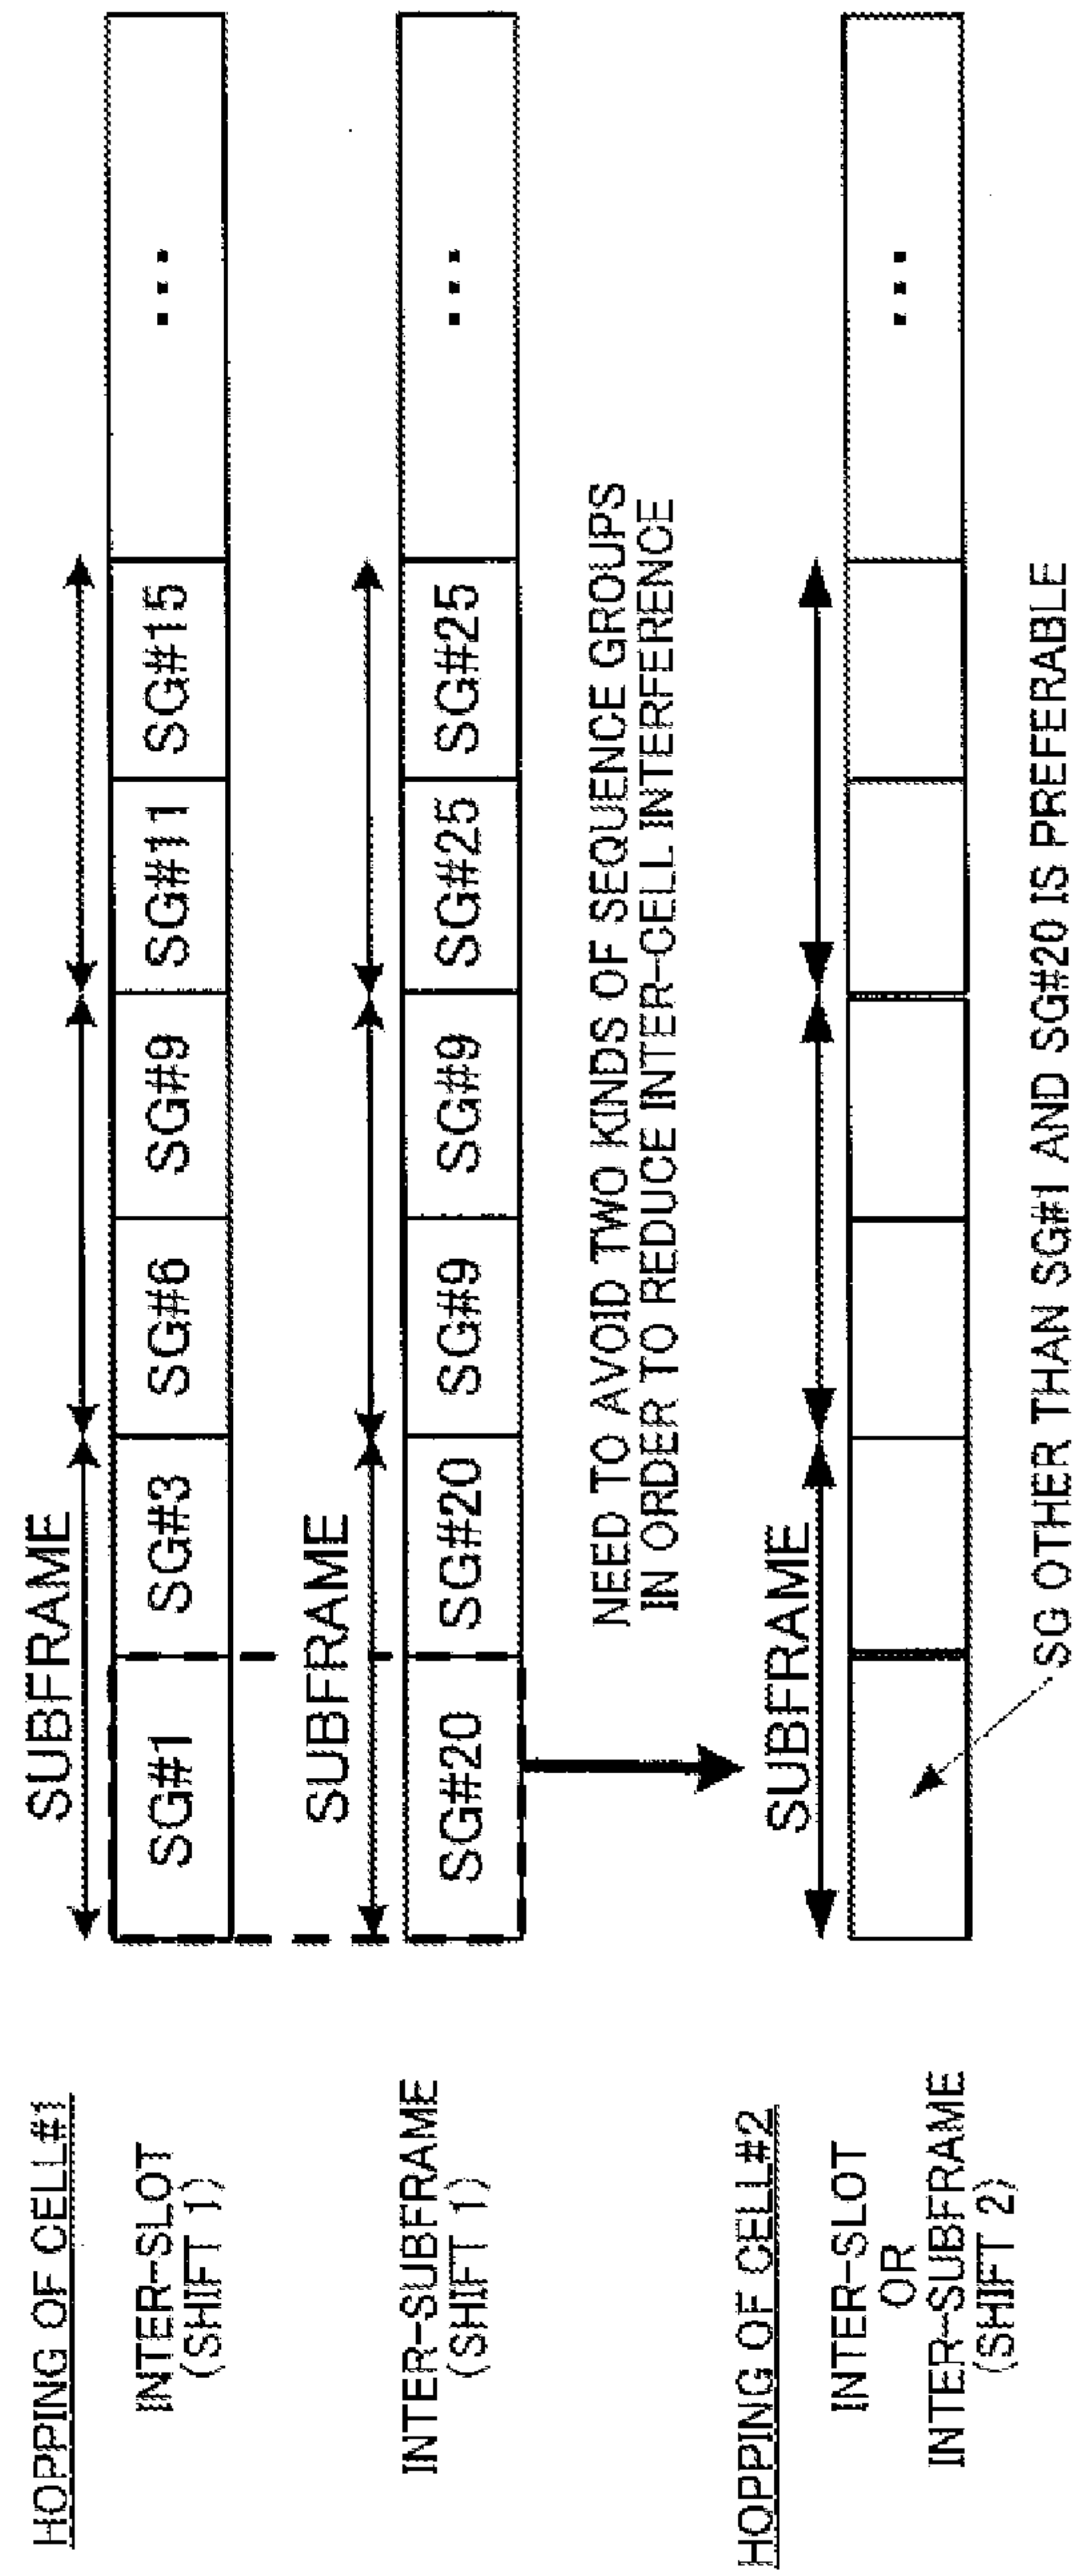 HOPPING OF CELL#1
SUBFRAME
INTER-SLOT
(SHIFT 1)
SG#1 SG#3 SG#6 SG#9 SG#11 SG#15 ...
SUBFRAME
INTER-SUBFRAME
(SHIFT 1)
SG#20 SG#20 SG#9 SG#9 SG#25 SG#25 ...
NEED TO AVOID TWO KINDS OF SEQUENCE GROUPS
IN ORDER TO REDUCE INTER-CELL INTERFERENCE
HOPPING OF CELL#2
SUBFRAME
INTER-SLOT
OR
INTER-SUBFRAME
(SHIFT 2)
...
SG OTHER THAN SG#1 AND SG#20 IS PREFERABLE